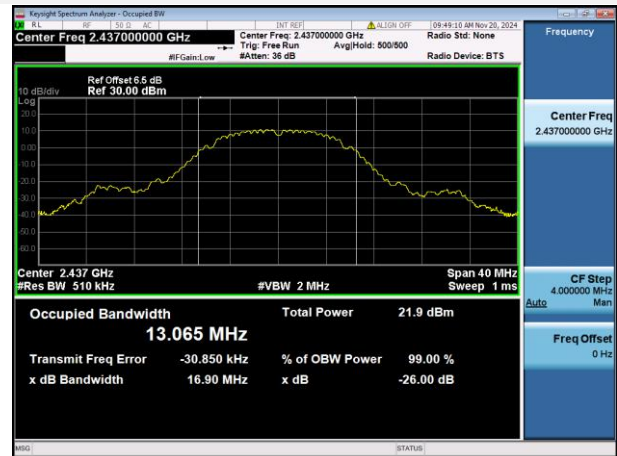 Keysight Spectrum Analyzer - Occupied BW
RL RF 50 Ω AC INT REF ALIGN OFF 09:49:10 AM Nov 20, 2024
Center Freq 2.437000000 GHz Center Freq: 2.437000000 GHz Radio Std: None Frequency
Trig: Free Run Avg|Hold: 500/500
#IFGain:Low #Atten: 36 dB Radio Device: BTS
Ref Offset 6.5 dB
10 dB/div Ref 30.00 dBm
Log
20.0
10.0
0.00
-10.0
-20.0
-30.0
-40.0
-50.0
-60.0
Center Freq
2.437000000 GHz
Center 2.437 GHz Span 40 MHz
#Res BW 510 kHz #VBW 2 MHz Sweep 1 ms
CF Step
4.000000 MHz
Auto Man
Occupied Bandwidth Total Power 21.9 dBm
13.065 MHz
Transmit Freq Error -30.850 kHz % of OBW Power 99.00 %
x dB Bandwidth 16.90 MHz x dB -26.00 dB
Freq Offset
0 Hz
MSG STATUS